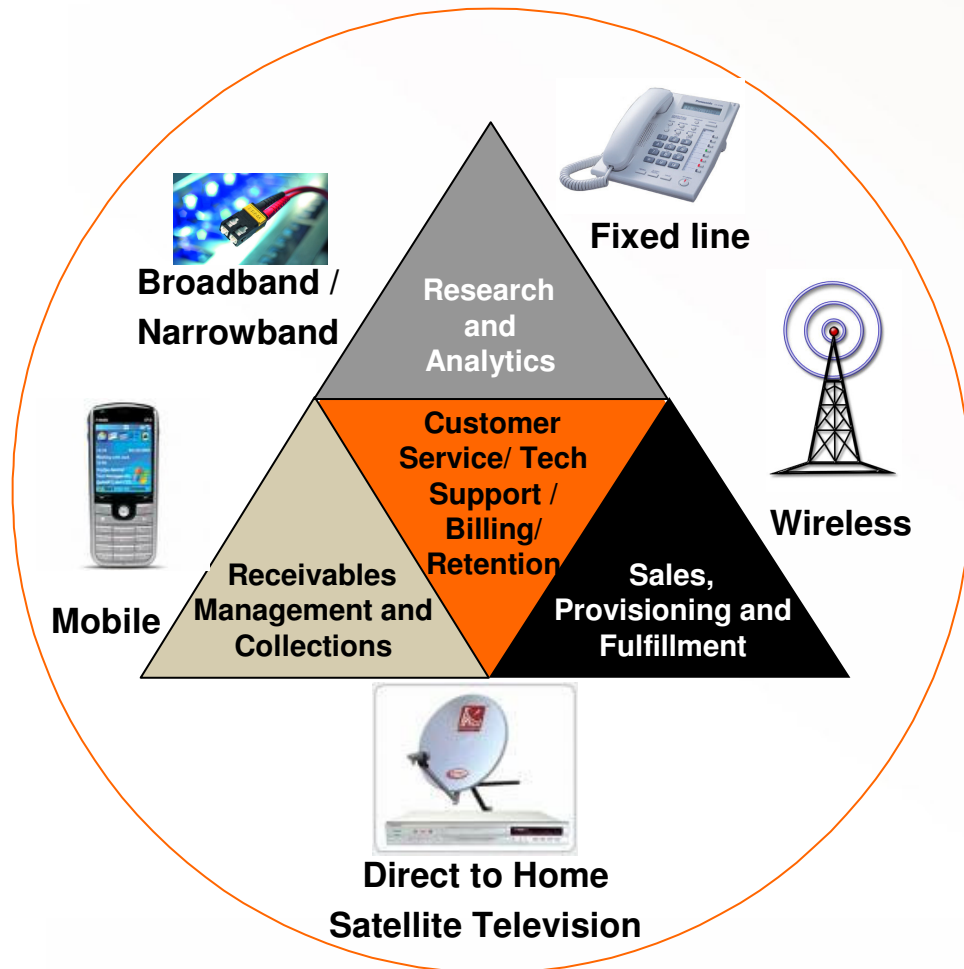 Fixed line
Broadband /
Narrowband
Research
and
Analytics
Customer
Service/ Tech
Support /
Billing/
Retention
Wireless
Mobile
Receivables
Management and
Collections
Sales,
Provisioning and
Fulfillment
Direct to Home
Satellite Television